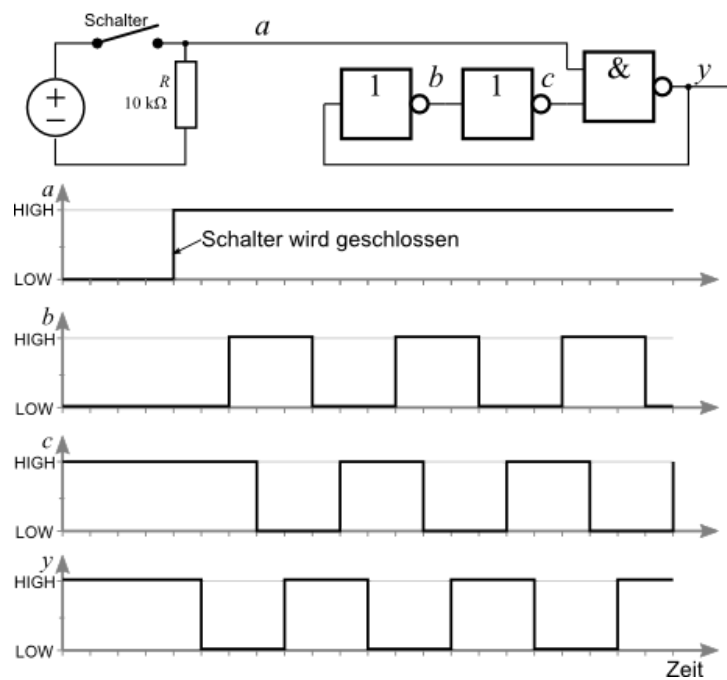 Schalter
a
R
10 kΩ
+
−
1
b
1
c
&
y
a
HIGH
Schalter wird geschlossen
LOW
b
HIGH
LOW
c
HIGH
LOW
y
HIGH
LOW
Zeit